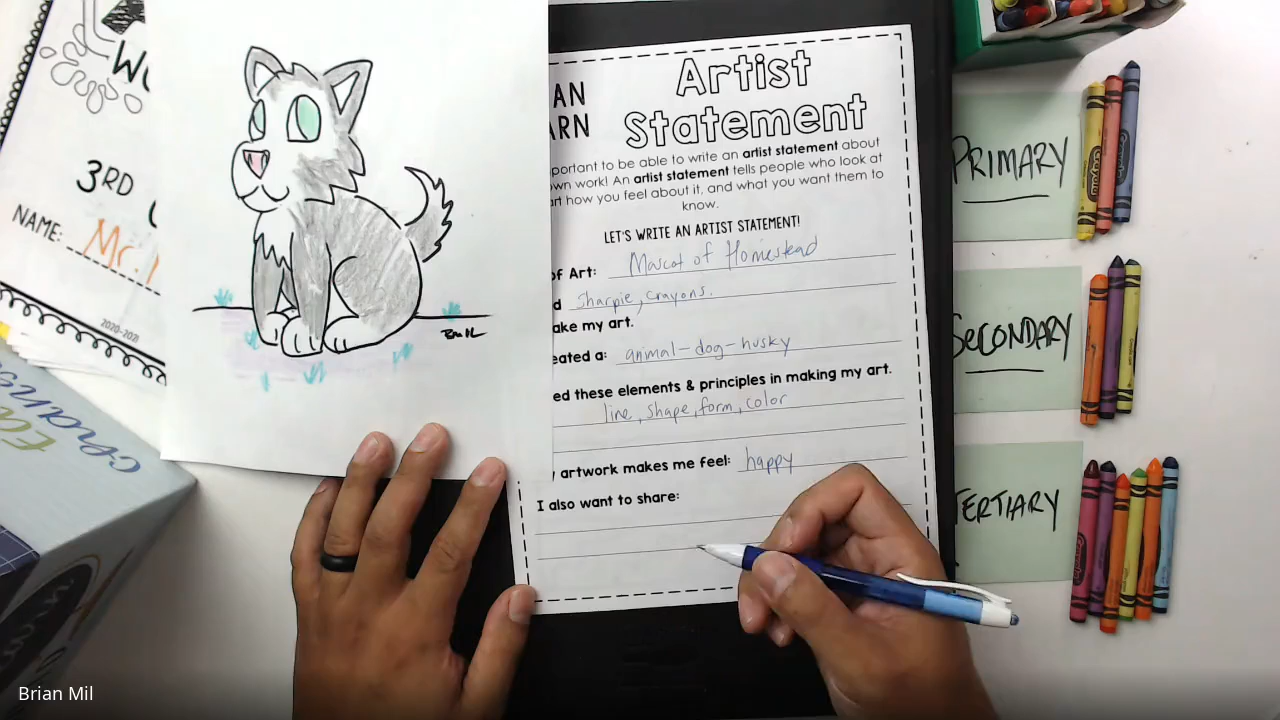 3RD
NAME: Mr.
2020-2021
AN
ARN
Artist
Statement
portant to be able to write an artist statement about
wn work! An artist statement tells people who look at
rt how you feel about it, and what you want them to
know.
LET'S WRITE AN ARTIST STATEMENT!
of Art: Mascot of Homestead
d Sharpie, crayons.
ake my art.
eated a: animal-dog-husky
ed these elements & principles in making my art.
line, shape, form, color
artwork makes me feel: happy
I also want to share:
PRIMARY
SECONDARY
TERTIARY
Brian Mil